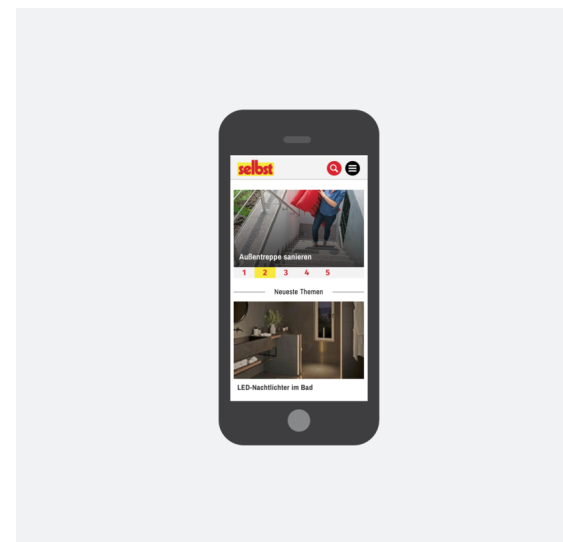 selbst
Außentreppe sanieren
1 2 3 4 5
Neueste Themen
LED-Nachtlichter im Bad